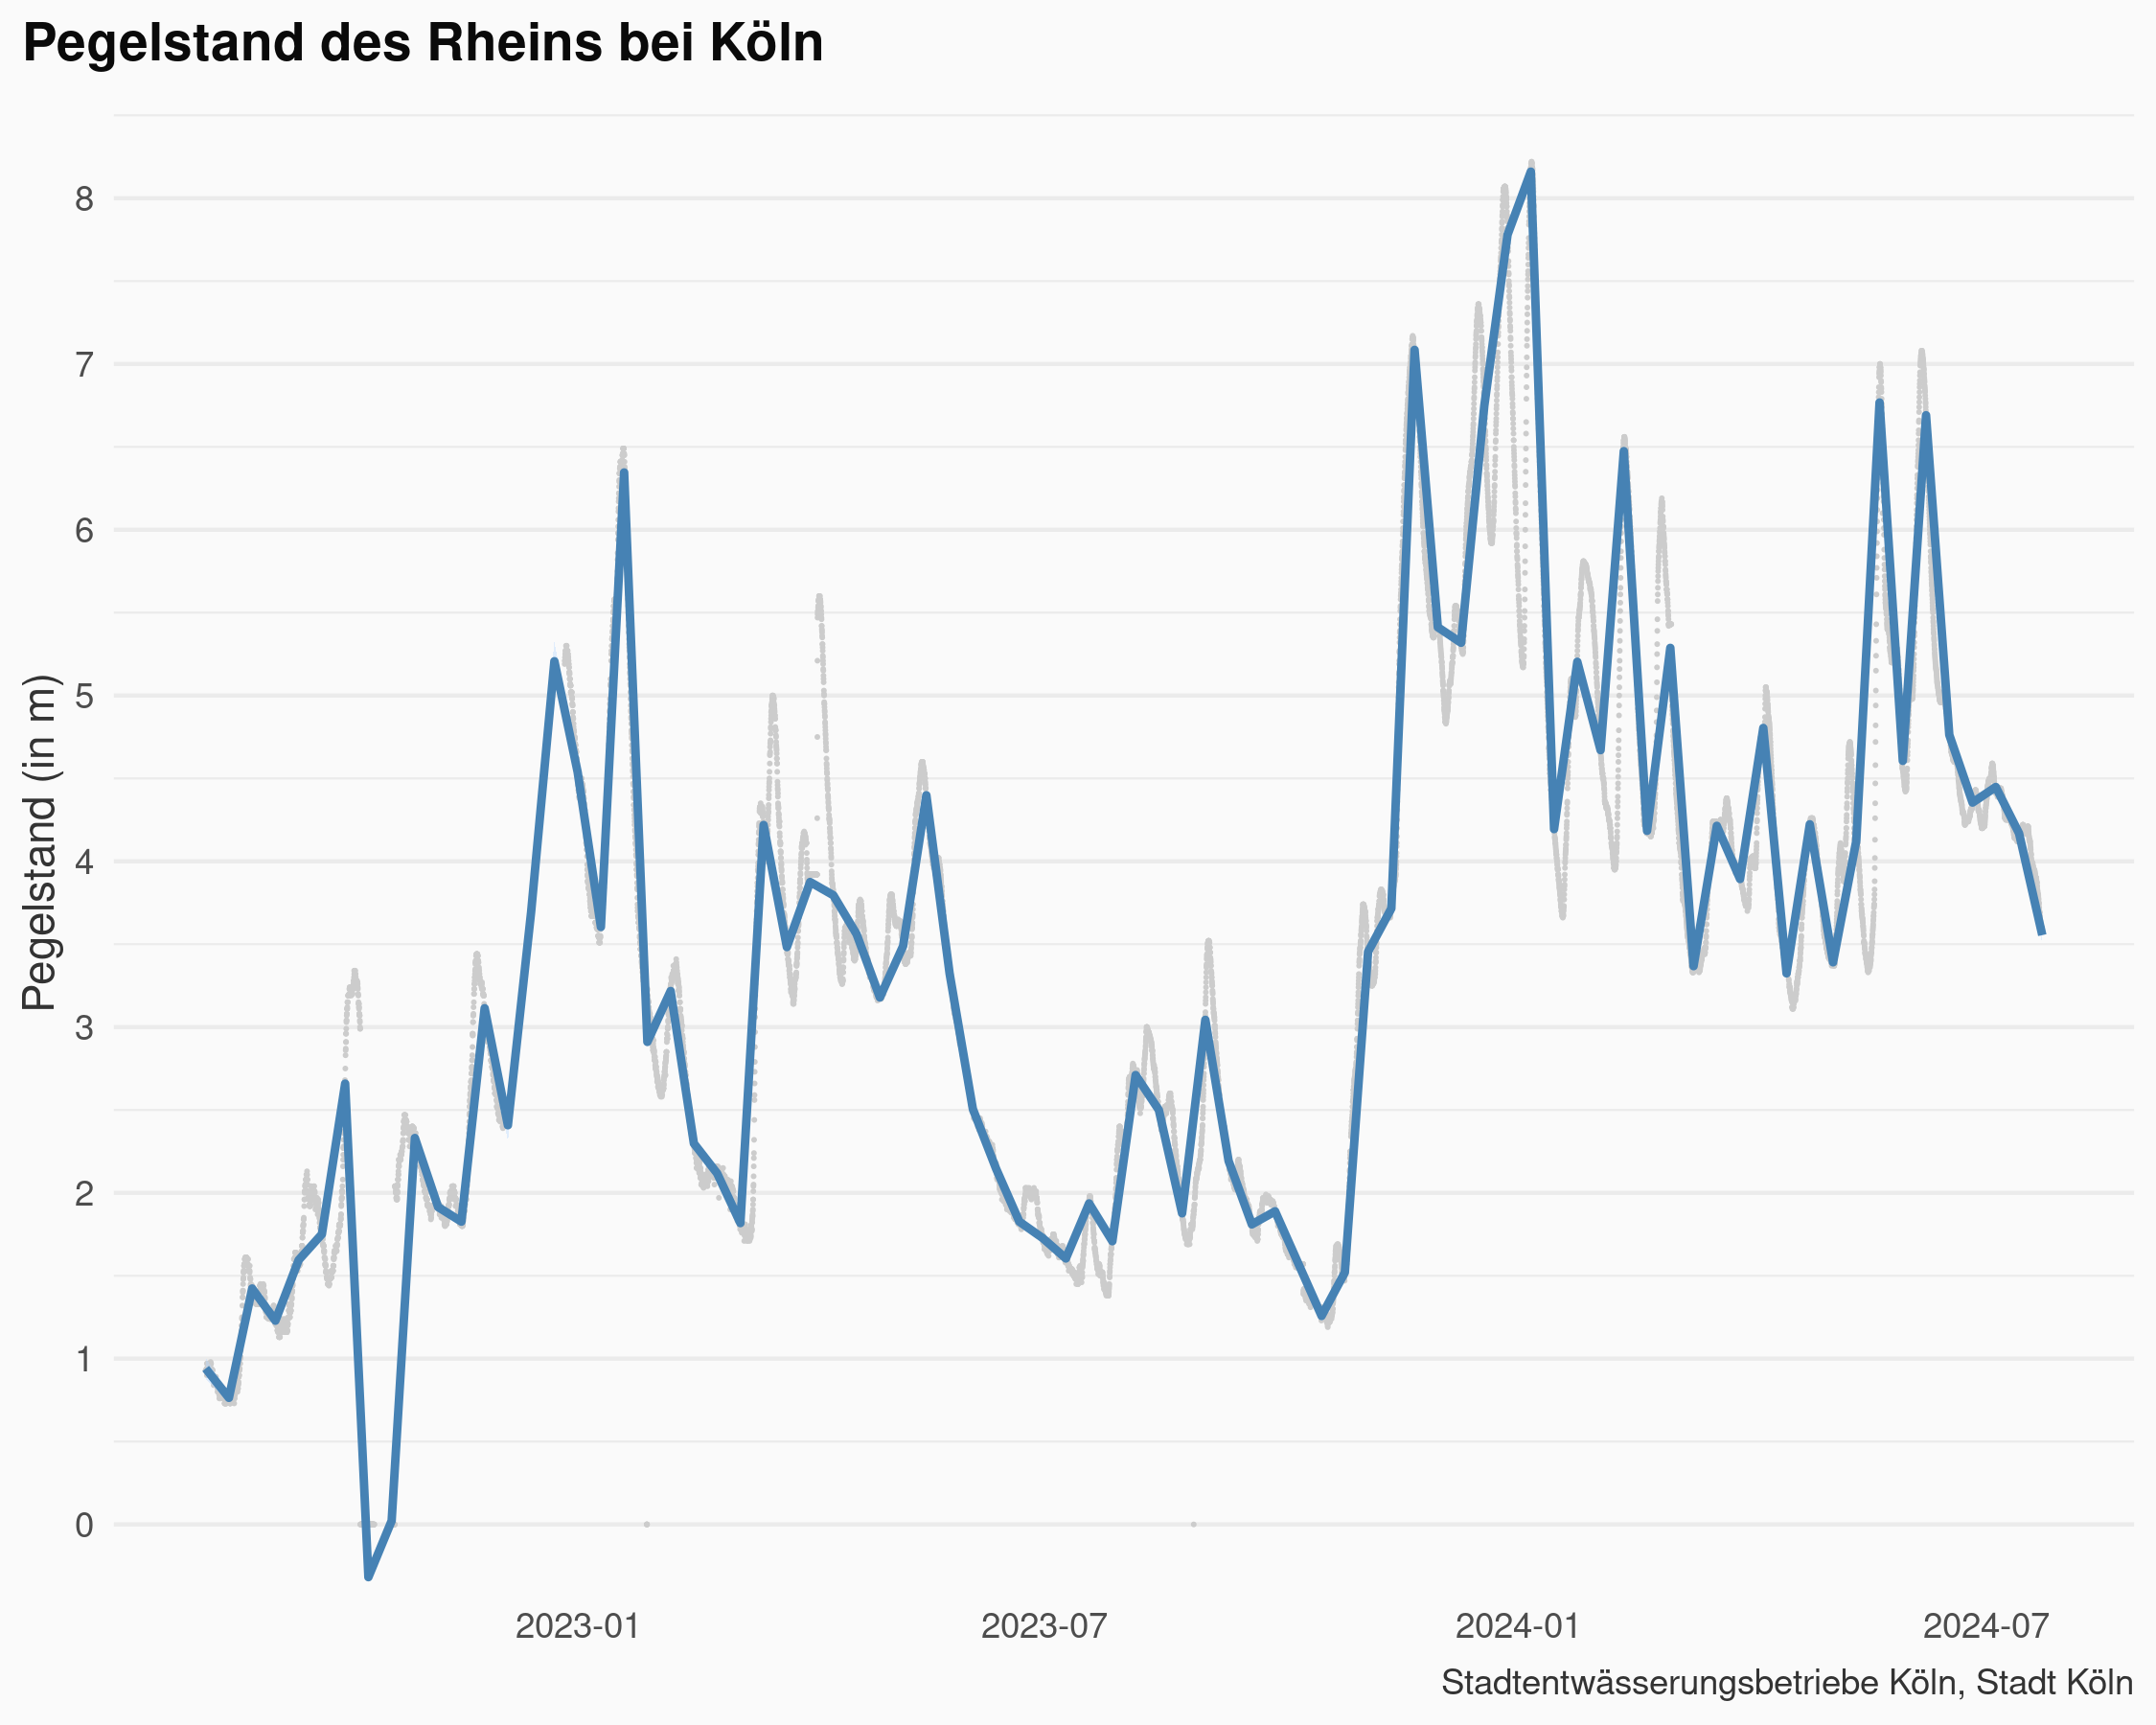 Pegelstand des Rheins bei Köln
Pegelstand (in m)
8
7
6
5
4
3
2
1
0
2023-01 2023-07 2024-01 2024-07
Stadtentwässerungsbetriebe Köln, Stadt Köln